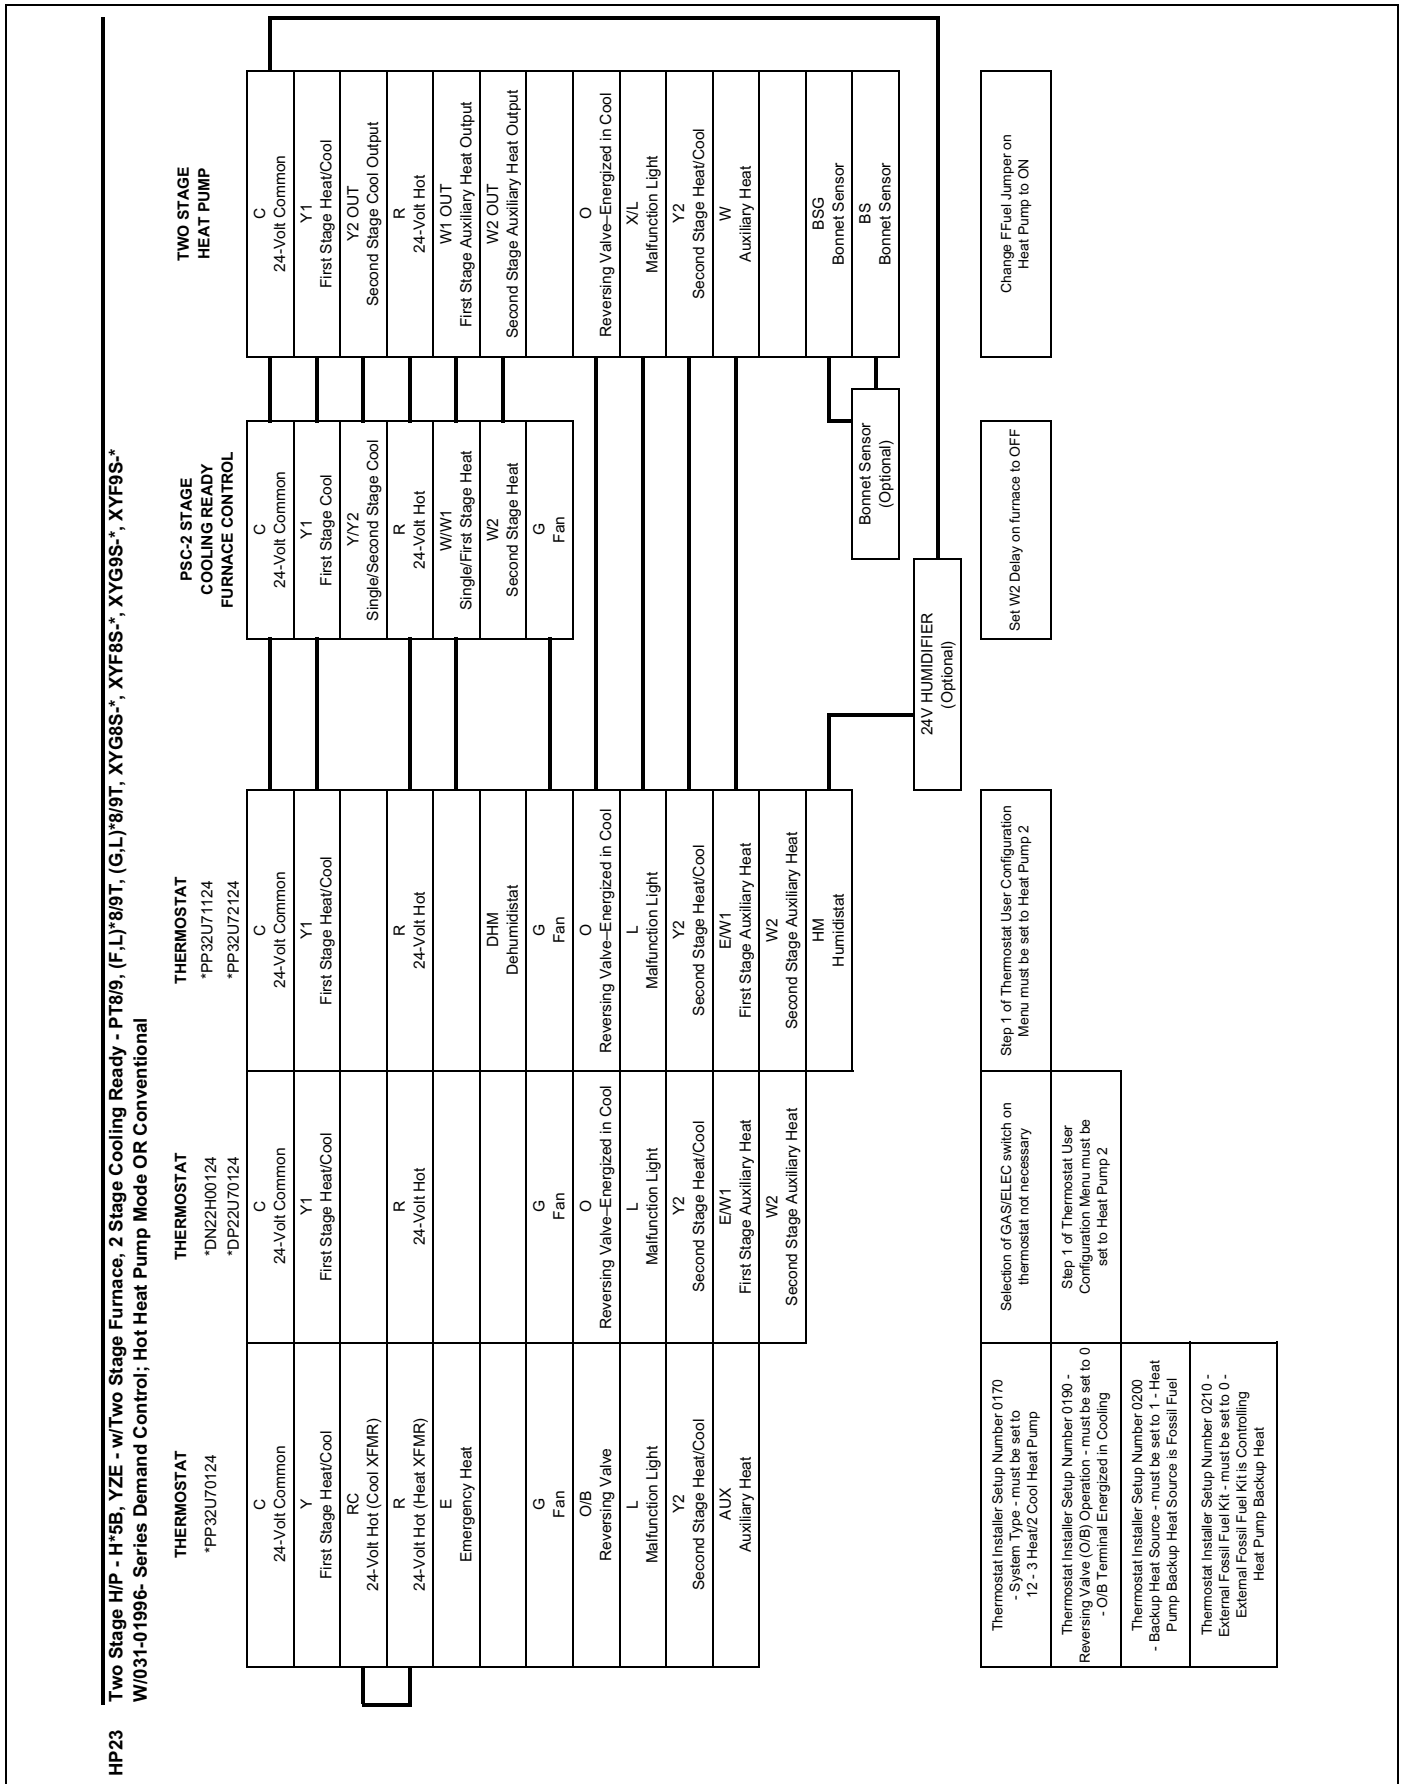 HP23 Two Stage H/P - H*5B, YZE - w/Two Stage Furnace, 2 Stage Cooling Ready - PT8/9, (F,L)*8/9T, (G,L)*8/9T, XYG8S-*, XYF8S-*, XYG9S-*, XYF9S-*
W/031-01996- Series Demand Control; Hot Heat Pump Mode OR Conventional
THERMOSTAT
*PP32U70124
C
24-Volt Common
Y
First Stage Heat/Cool
RC
24-Volt Hot (Cool XFMR)
R
24-Volt Hot (Heat XFMR)
E
Emergency Heat
G
Fan
O/B
Reversing Valve
L
Malfunction Light
Y2
Second Stage Heat/Cool
AUX
Auxiliary Heat
Thermostat Installer Setup Number 0170
- System Type - must be set to
12 - 3 Heat/2 Cool Heat Pump
Thermostat Installer Setup Number 0190 -
Reversing Valve (O/B) Operation - must be set to 0
- O/B Terminal Energized in Cooling
Thermostat Installer Setup Number 0200
- Backup Heat Source - must be set to 1 - Heat
Pump Backup Heat Source is Fossil Fuel
Thermostat Installer Setup Number 0210 -
External Fossil Fuel Kit - must be set to 0 -
External Fossil Fuel Kit is Controlling
Heat Pump Backup Heat
THERMOSTAT
*DN22H00124
*DP22U70124
C
24-Volt Common
Y1
First Stage Heat/Cool
R
24-Volt Hot
G
Fan
O
Reversing Valve–Energized in Cool
L
Malfunction Light
Y2
Second Stage Heat/Cool
E/W1
First Stage Auxiliary Heat
W2
Second Stage Auxiliary Heat
Selection of GAS/ELEC switch on
thermostat not necessary
Step 1 of Thermostat User
Configuration Menu must be
set to Heat Pump 2
THERMOSTAT
*PP32U71124
*PP32U72124
C
24-Volt Common
Y1
First Stage Heat/Cool
R
24-Volt Hot
DHM
Dehumidistat
G
Fan
O
Reversing Valve–Energized in Cool
L
Malfunction Light
Y2
Second Stage Heat/Cool
E/W1
First Stage Auxiliary Heat
W2
Second Stage Auxiliary Heat
HM
Humidistat
Step 1 of Thermostat User Configuration
Menu must be set to Heat Pump 2
24V HUMIDIFIER
(Optional)
PSC-2 STAGE
COOLING READY
FURNACE CONTROL
C
24-Volt Common
Y1
First Stage Cool
Y/Y2
Single/Second Stage Cool
R
24-Volt Hot
W/W1
Single/First Stage Heat
W2
Second Stage Heat
G
Fan
Bonnet Sensor
(Optional)
Set W2 Delay on furnace to OFF
TWO STAGE
HEAT PUMP
C
24-Volt Common
Y1
First Stage Heat/Cool
Y2 OUT
Second Stage Cool Output
R
24-Volt Hot
W1 OUT
First Stage Auxiliary Heat Output
W2 OUT
Second Stage Auxiliary Heat Output
O
Reversing Valve–Energized in Cool
X/L
Malfunction Light
Y2
Second Stage Heat/Cool
W
Auxiliary Heat
BSG
Bonnet Sensor
BS
Bonnet Sensor
Change FFuel Jumper on
Heat Pump to ON